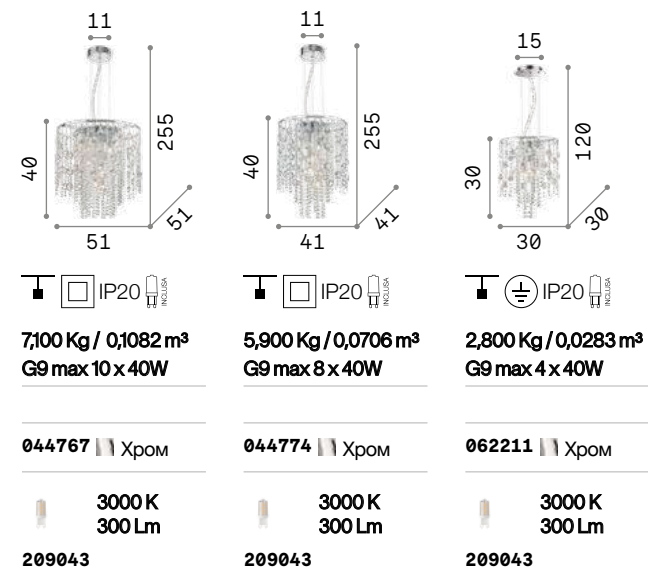 11
255
40
51
51
IP20 INCLUSA
7,100 Kg / 0,1082 m³
G9 max 10 x 40W
044767 Хром
3000 K
300 Lm
209043
11
255
40
41
41
IP20 INCLUSA
5,900 Kg / 0,0706 m³
G9 max 8 x 40W
044774 Хром
3000 K
300 Lm
209043
15
120
30
30
30
IP20 INCLUSA
2,800 Kg / 0,0283 m³
G9 max 4 x 40W
062211 Хром
3000 K
300 Lm
209043